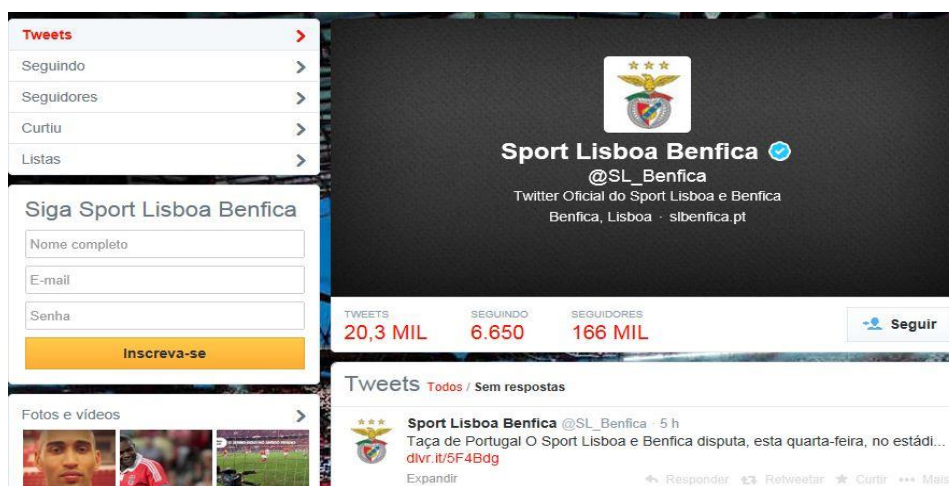 Tweets
Seguindo
Seguidores
Curtiu
Listas
Siga Sport Lisboa Benfica
Nome completo
E-mail
Senha
Inscreva-se
Fotos e vídeos
Sport Lisboa Benfica
@SL_Benfica
Twitter Oficial do Sport Lisboa e Benfica
Benfica, Lisboa · slbenfica.pt
TWEETS SEGUINDO SEGUIDORES
20,3 MIL 6.650 166 MIL
Seguir
Tweets Todos / Sem respostas
Sport Lisboa Benfica @SL_Benfica · 5 h
Taça de Portugal O Sport Lisboa e Benfica disputa, esta quarta-feira, no estádi...
dlvr.it/5F4Bdg
Expandir Responder Retweetar Curtir Mais